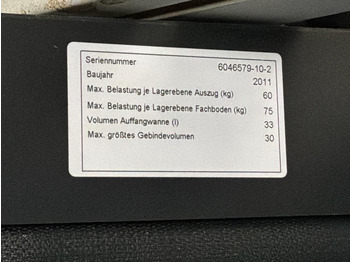 Seriennummer 6046579-10-2
Baujahr 2011
Max. Belastung je Lagerebene Auszug (kg) 60
Max. Belastung je Lagerebene Fachboden (kg) 75
Volumen Auffangwanne (l) 33
Max. größtes Gebindevolumen 30